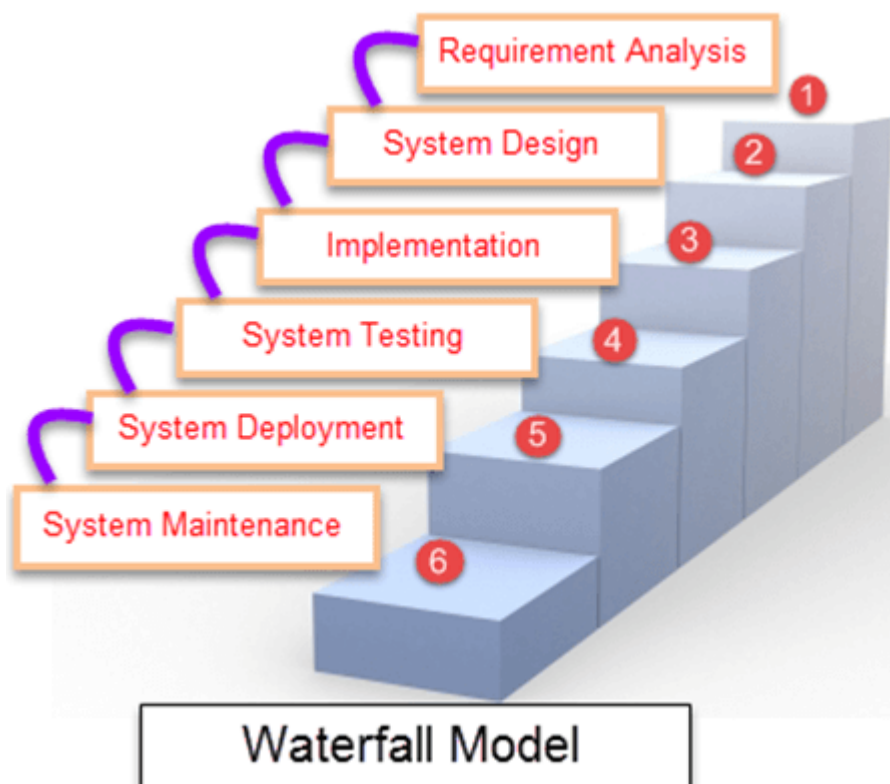 Requirement Analysis
1
System Design
2
Implementation
3
System Testing
4
System Deployment
5
System Maintenance
6
Waterfall Model